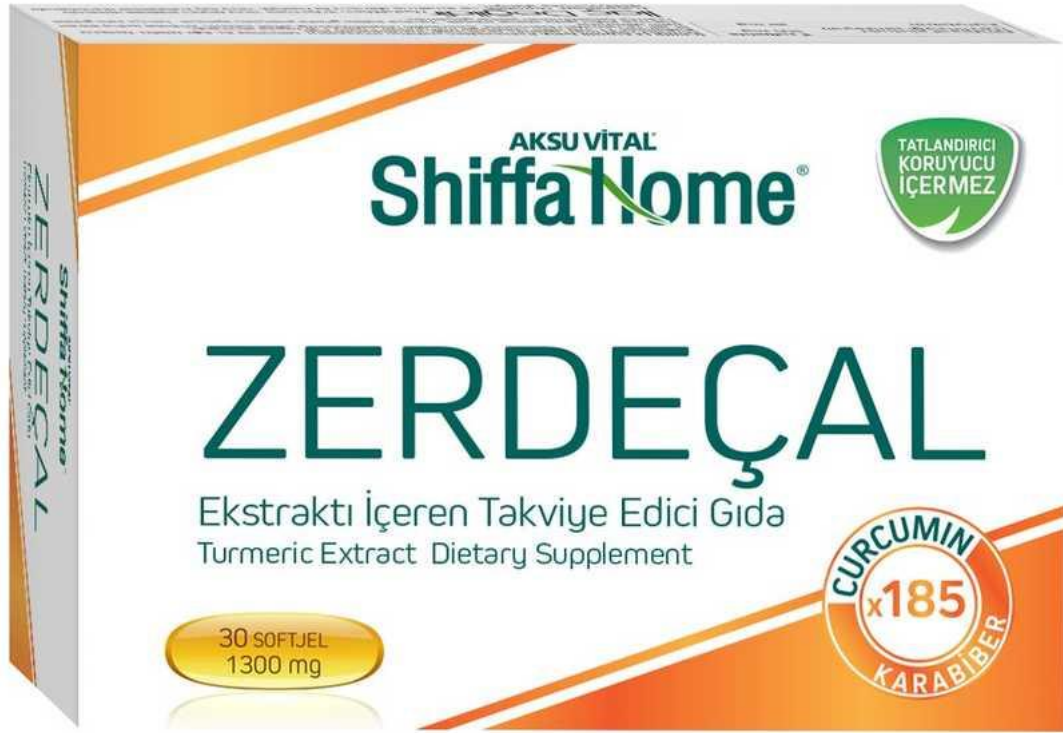 AKSU VİTAL
Shiffa Home®
TATLANDIRICI
KORUYUCU
İÇERMEZ
ZERDEÇAL
Ekstraktı İçeren Takviye Edici Gıda
Turmeric Extract Dietary Supplement
30 SOFTJEL
1300 mg
CURCUMIN
x185
KARABİBER
Shiffa Home
ZERDEÇAL